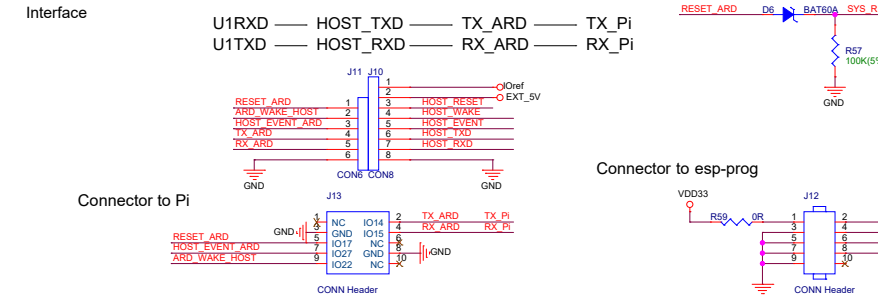 Interface
U1RXD HOST_TXD TX_ARD TX_Pi
U1TXD HOST_RXD RX_ARD RX_Pi
RESET_ARD D6 BAT60A SYS_R
R57
100K(5%
GND
J11 J10
1 IOref
2 EXT_5V
RESET_ARD 1 3 HOST_RESET
ARD_WAKE_HOST 2 4 HOST_WAKE
HOST_EVENT_ARD 3 5 HOST_EVENT
TX_ARD 4 6 HOST_TXD
RX_ARD 5 7 HOST_RXD
6 8
CON6 CON8
GND GND
Connector to Pi
J13
1 NC IO14 2 TX_ARD TX_Pi
GND 3 GND IO15 4 RX_ARD RX_Pi
RESET_ARD 5 IO17 NC 6
HOST_EVENT_ARD 7 IO27 GND 8 GND
ARD_WAKE_HOST 9 IO22 NC 10
CONN Header
Connector to esp-prog
VDD33
J12
R59 0R 1 2
3 4
5 6
7 8
9 10
CONN Header